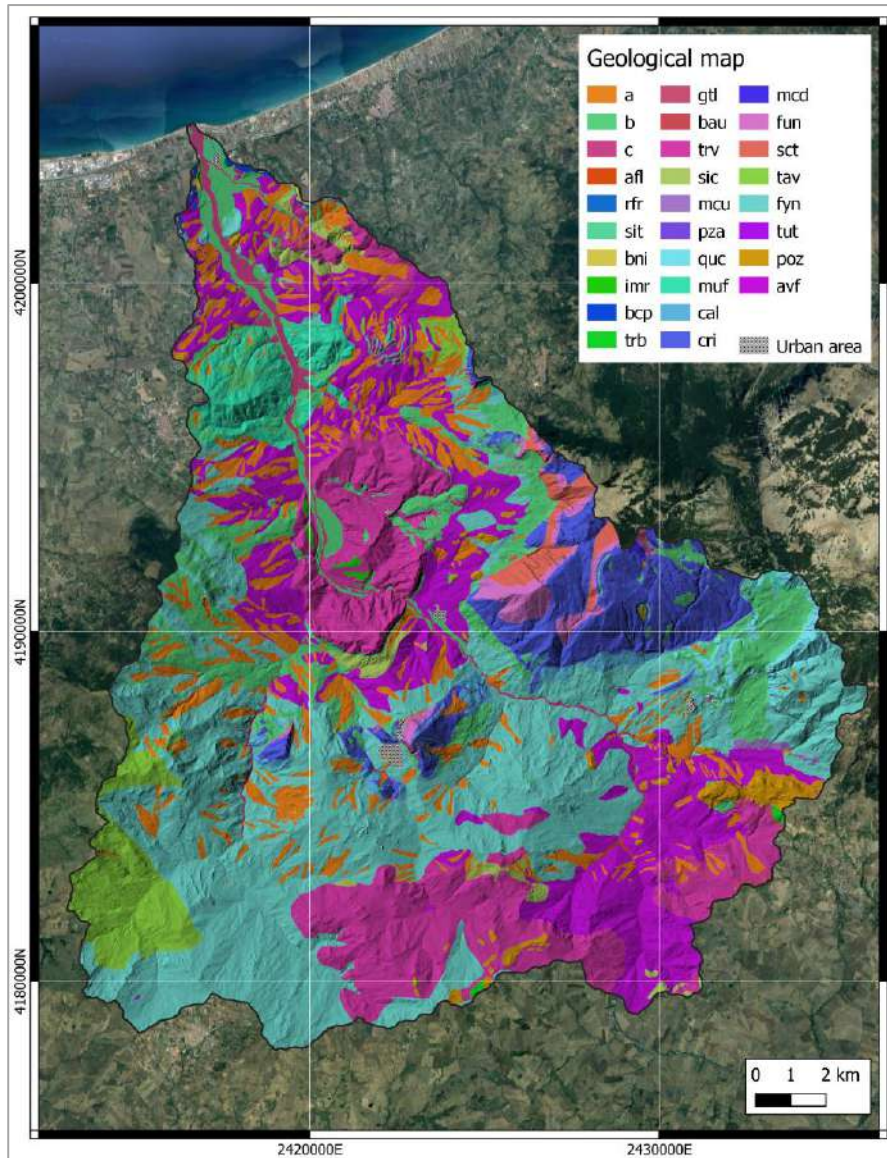 Geological map
a gtl mcd
b bau fun
c trv sct
afl sic tav
rfr mcu fyn
sit pza tut
bni quc poz
imr muf avf
bcp cal
trb cri Urban area
4200000N
4190000N
4180000N
0 1 2 km
2420000E 2430000E